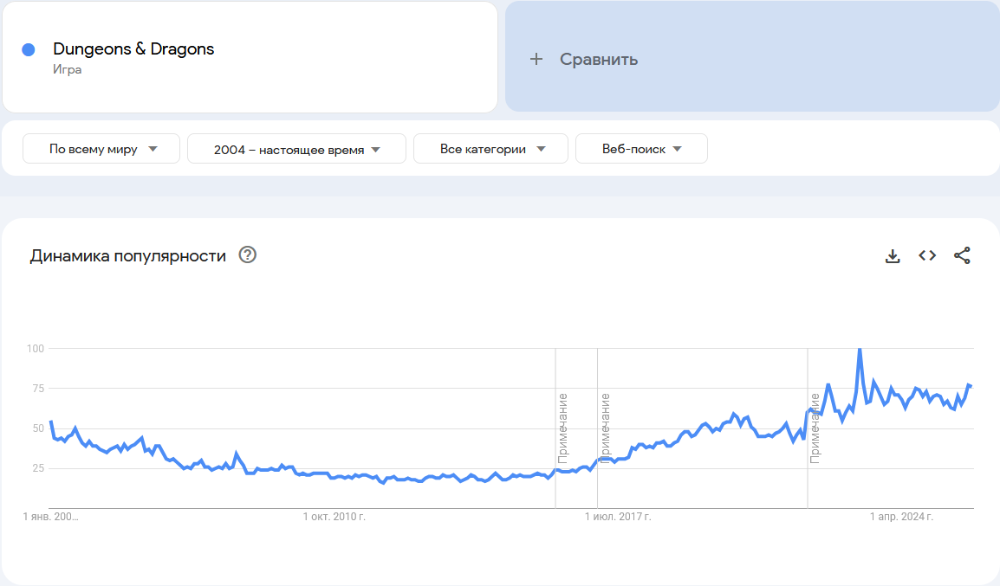 Dungeons & Dragons
Игра
+ Сравнить
По всему миру
2004 – настоящее время
Все категории
Веб-поиск
Динамика популярности
?
100
75
50
25
Примечание
Примечание
Примечание
1 янв. 200…
1 окт. 2010 г.
1 июл. 2017 г.
1 апр. 2024 г.